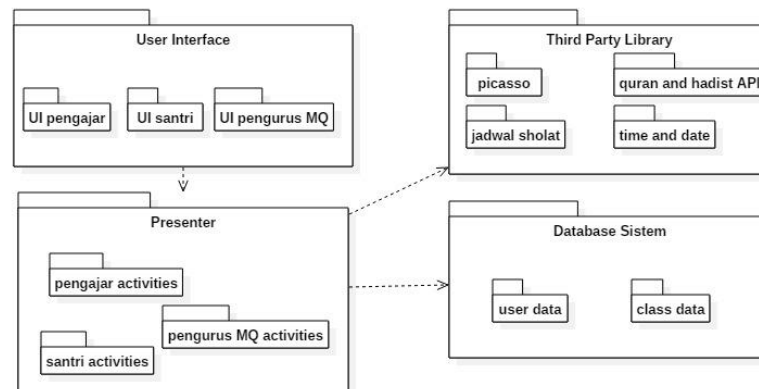 User Interface
UI pengajar
UI santri
UI pengurus MQ
Third Party Library
picasso
quran and hadist API
jadwal sholat
time and date
Presenter
pengajar activities
pengurus MQ activities
santri activities
Database Sistem
user data
class data